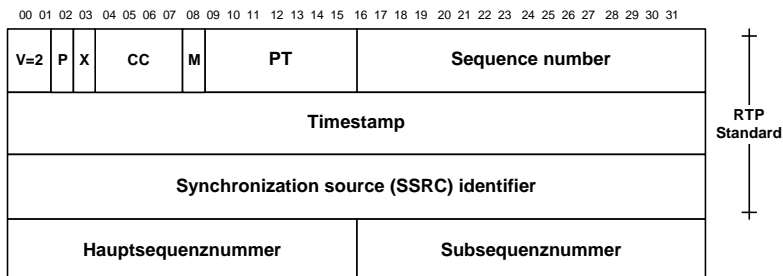 00 01 02 03 04 05 06 07 08 09 10 11 12 13 14 15 16 17 18 19 20 21 22 23 24 25 26 27 28 29 30 31
V=2 P X CC M PT Sequence number
Timestamp
RTP
Standard
Synchronization source (SSRC) identifier
Hauptsequenznummer Subsequenznummer